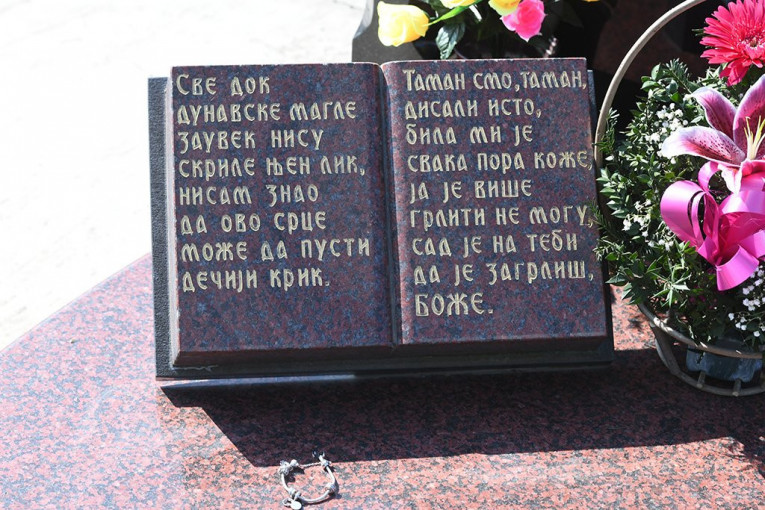 Све док
дунавске магле
заувек нису
скриле њен лик,
нисам знао
да ово срце
може да пусти
дечији крик.
Таман смо, таман,
дисали исто,
била ми је
свака пора коже,
ја је више
грлити не могу,
сад је на теби
да је загрлиш,
Боже.